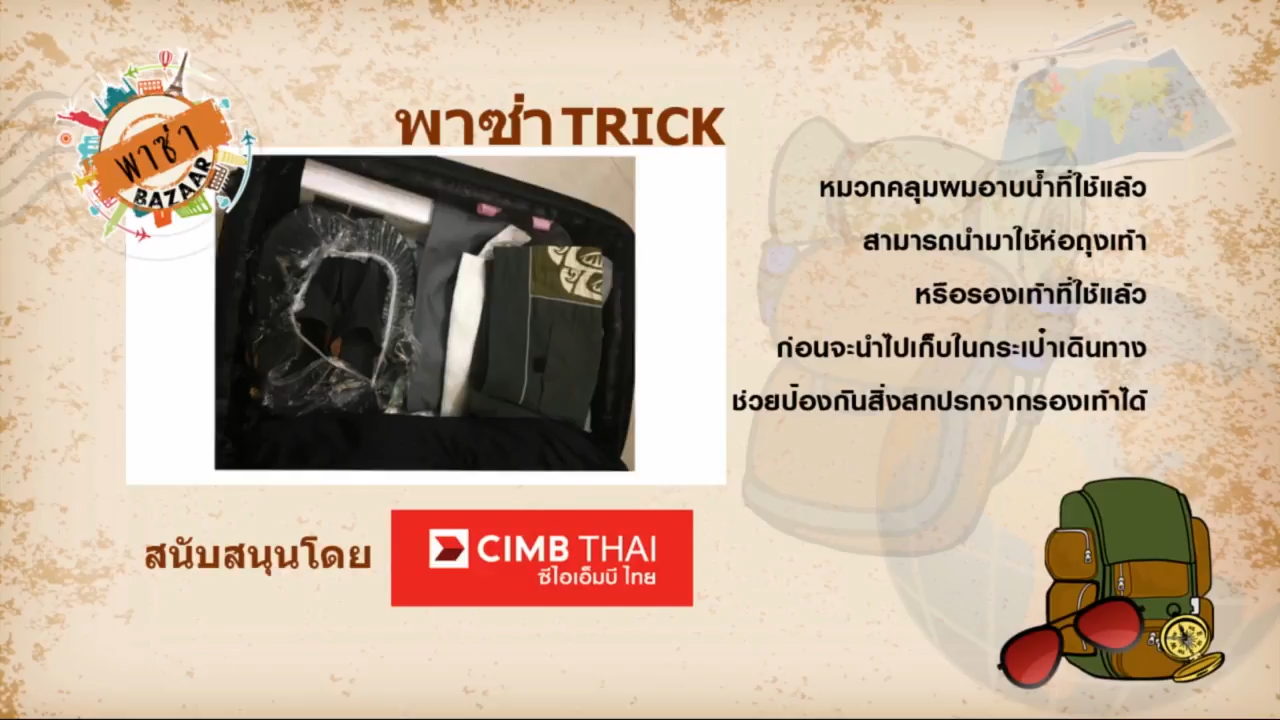 พาซ่า
BAZAAR
พาซ่า TRICK
หมวกคลุมผมอาบน้ำที่ใช้แล้ว
สามารถนำมาใช้ห่อถุงเท้า
หรือรองเท้าที่ใช้แล้ว
ก่อนจะนำไปเก็บในกระเป๋าเดินทาง
ช่วยป้องกันสิ่งสกปรกจากรองเท้าได้
สนับสนุนโดย
CIMB THAI
ซีไอเอ็มบี ไทย